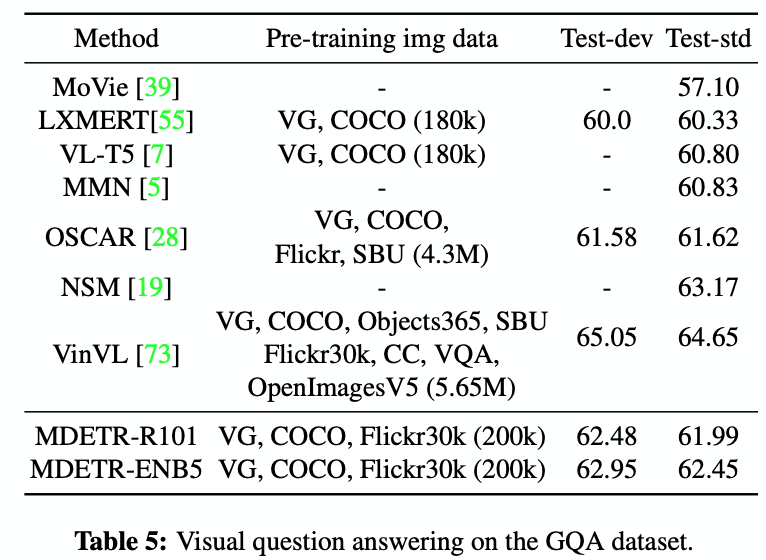 Method Pre-training img data Test-dev Test-std
MoVie [39] - - 57.10
LXMERT[55] VG, COCO (180k) 60.0 60.33
VL-T5 [7] VG, COCO (180k) - 60.80
MMN [5] - - 60.83
OSCAR [28] VG, COCO,
Flickr, SBU (4.3M) 61.58 61.62
NSM [19] - - 63.17
VinVL [73] VG, COCO, Objects365, SBU
Flickr30k, CC, VQA, 65.05 64.65
OpenImagesV5 (5.65M)
MDETR-R101 VG, COCO, Flickr30k (200k) 62.48 61.99
MDETR-ENB5 VG, COCO, Flickr30k (200k) 62.95 62.45
Table 5: Visual question answering on the GQA dataset.